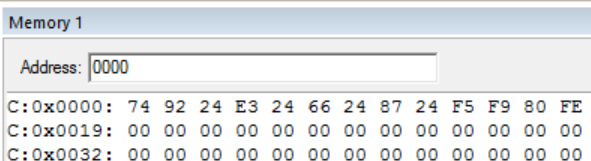 Memory 1
Address: 0000
C:0x0000: 74 92 24 E3 24 66 24 87 24 F5 F9 80 FE
C:0x0019: 00 00 00 00 00 00 00 00 00 00 00 00 00
C:0x0032: 00 00 00 00 00 00 00 00 00 00 00 00 00